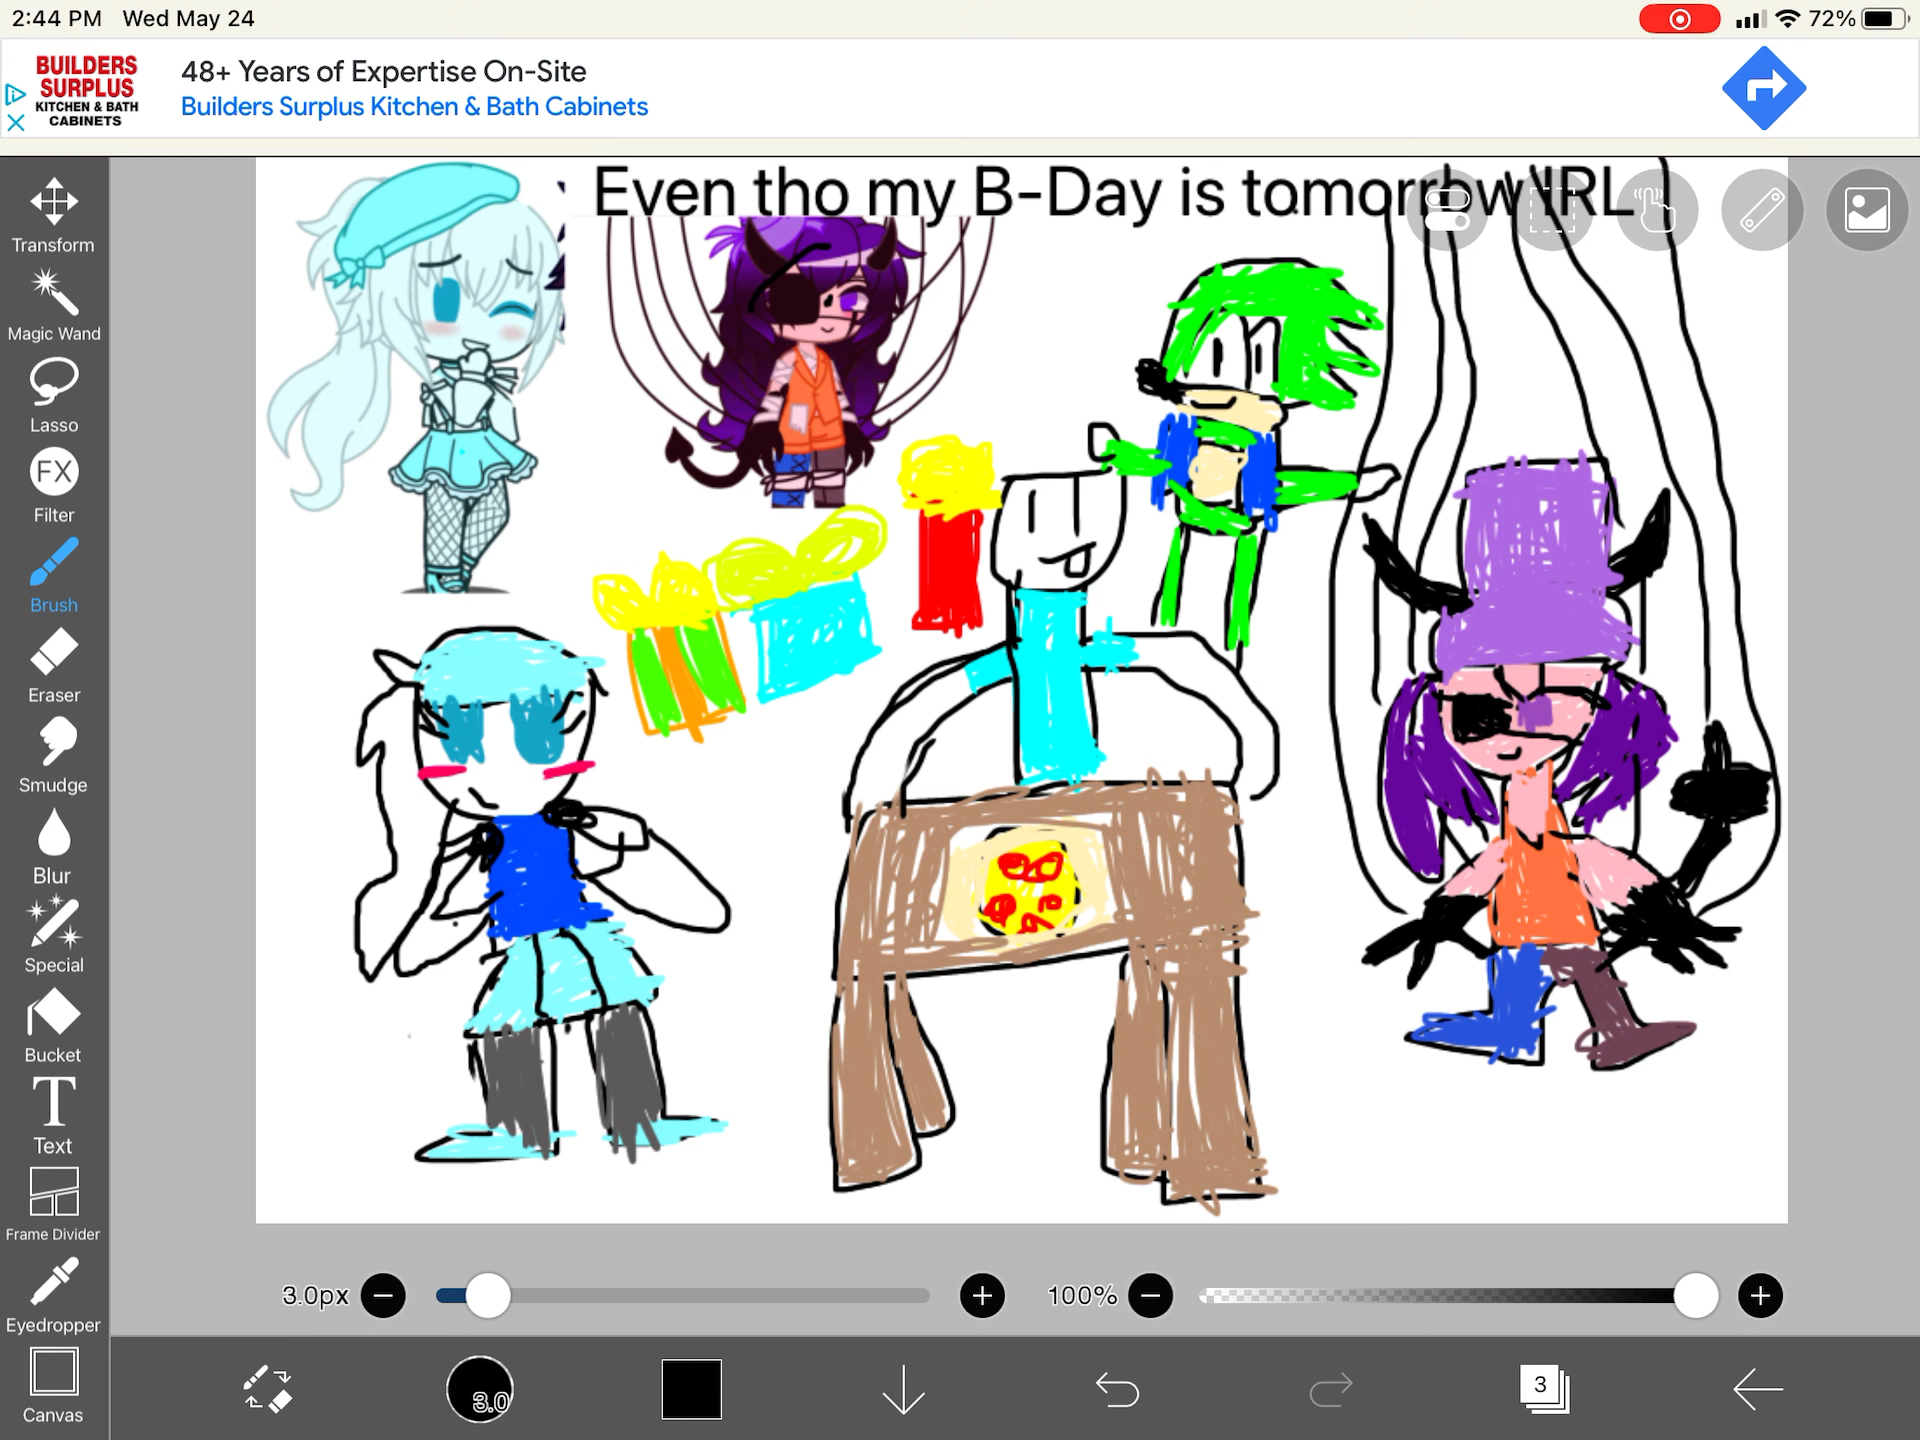 2:44 PM Wed May 24
72%
BUILDERS
SURPLUS
KITCHEN & BATH
CABINETS
48+ Years of Expertise On-Site
Builders Surplus Kitchen & Bath Cabinets
Even tho my B-Day is tomorrow IRL
Transform
Magic Wand
Lasso
FX
Filter
Brush
Eraser
Smudge
Blur
Special
Bucket
T
Text
Frame Divider
Eyedropper
Canvas
3.0px
100%
3.0
3